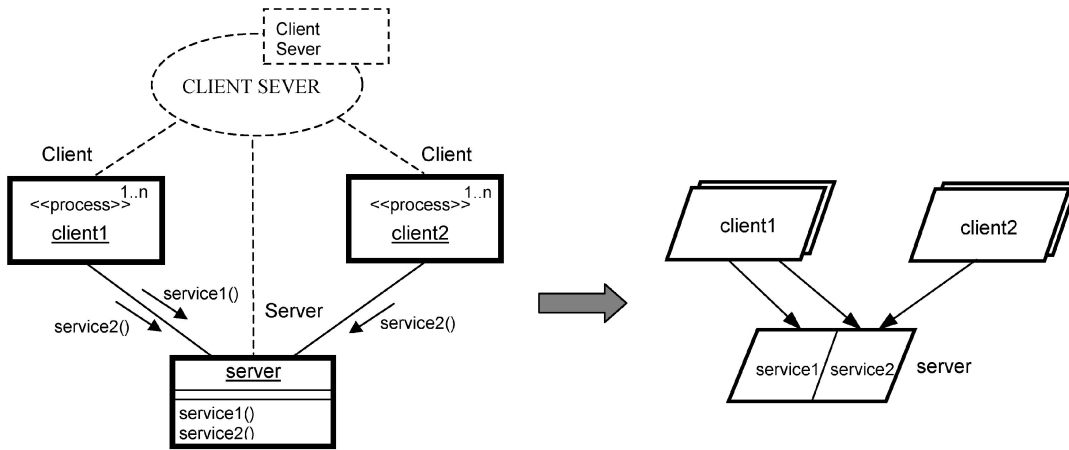 Client
Sever
CLIENT SEVER
Client
Client
1..n
<<process>>
client1
1..n
<<process>>
client2
service1()
service2()
Server
service2()
server
service1()
service2()
client1
client2
service1
service2
server